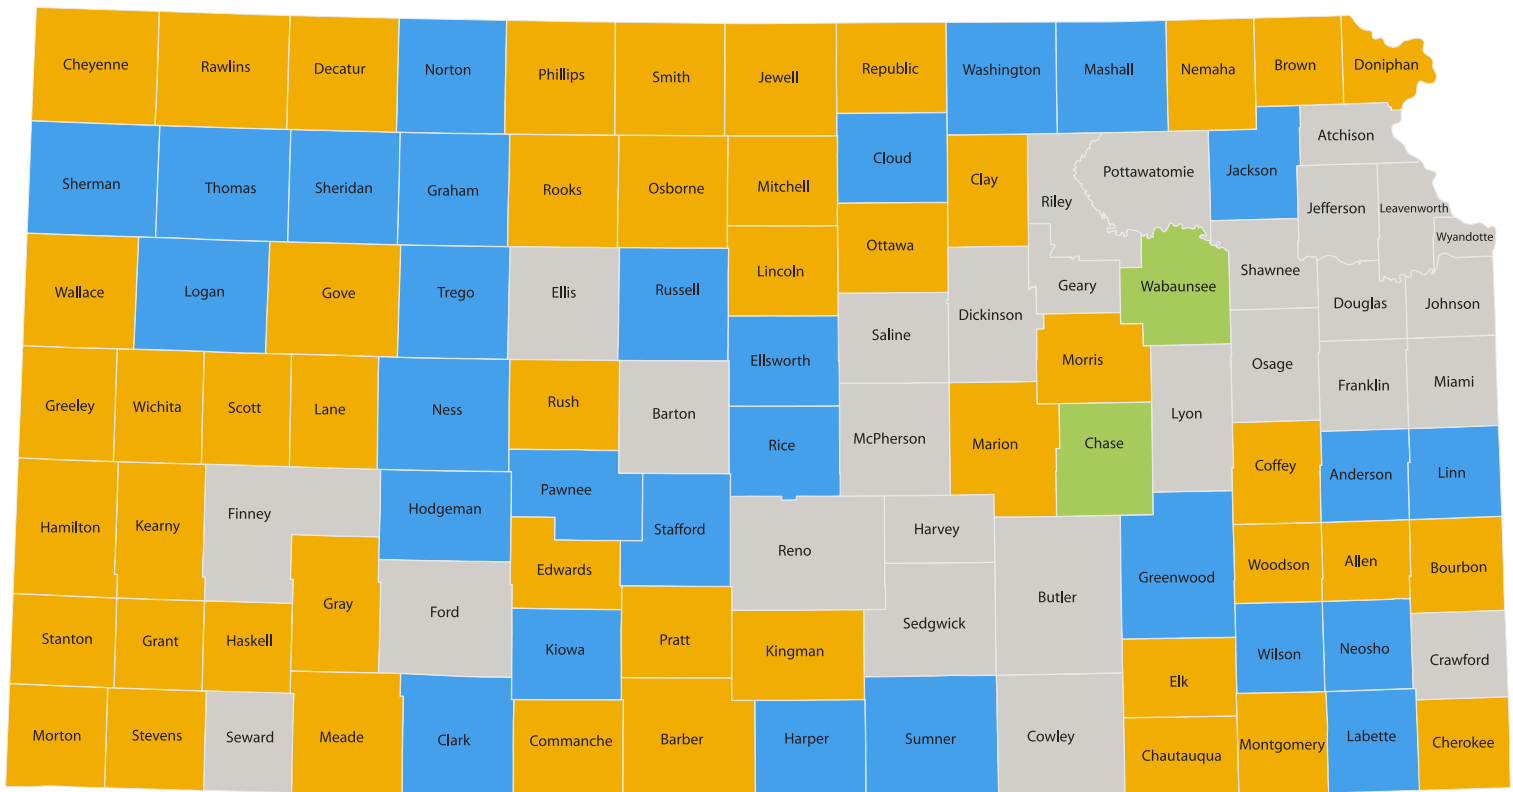 Cheyenne
Rawlins
Decatur
Norton
Phillips
Smith
Jewell
Republic
Washington
Mashall
Nemaha
Brown
Doniphan
Sherman
Thomas
Sheridan
Graham
Rooks
Osborne
Mitchell
Cloud
Clay
Riley
Pottawatomie
Jackson
Atchison
Jefferson
Leavenworth
Wyandotte
Wallace
Logan
Gove
Trego
Ellis
Russell
Lincoln
Ottawa
Saline
Dickinson
Geary
Wabaunsee
Shawnee
Douglas
Johnson
Greeley
Wichita
Scott
Lane
Ness
Rush
Barton
Ellsworth
Rice
McPherson
Marion
Morris
Chase
Lyon
Osage
Franklin
Miami
Coffey
Anderson
Linn
Hamilton
Kearny
Finney
Hodgeman
Pawnee
Stafford
Edwards
Reno
Harvey
Sedgwick
Butler
Greenwood
Woodson
Allen
Bourbon
Stanton
Grant
Haskell
Gray
Ford
Kiowa
Pratt
Kingman
Elk
Wilson
Neosho
Crawford
Morton
Stevens
Seward
Meade
Clark
Commanche
Barber
Harper
Sumner
Cowley
Chautauqua
Montgomery
Labette
Cherokee